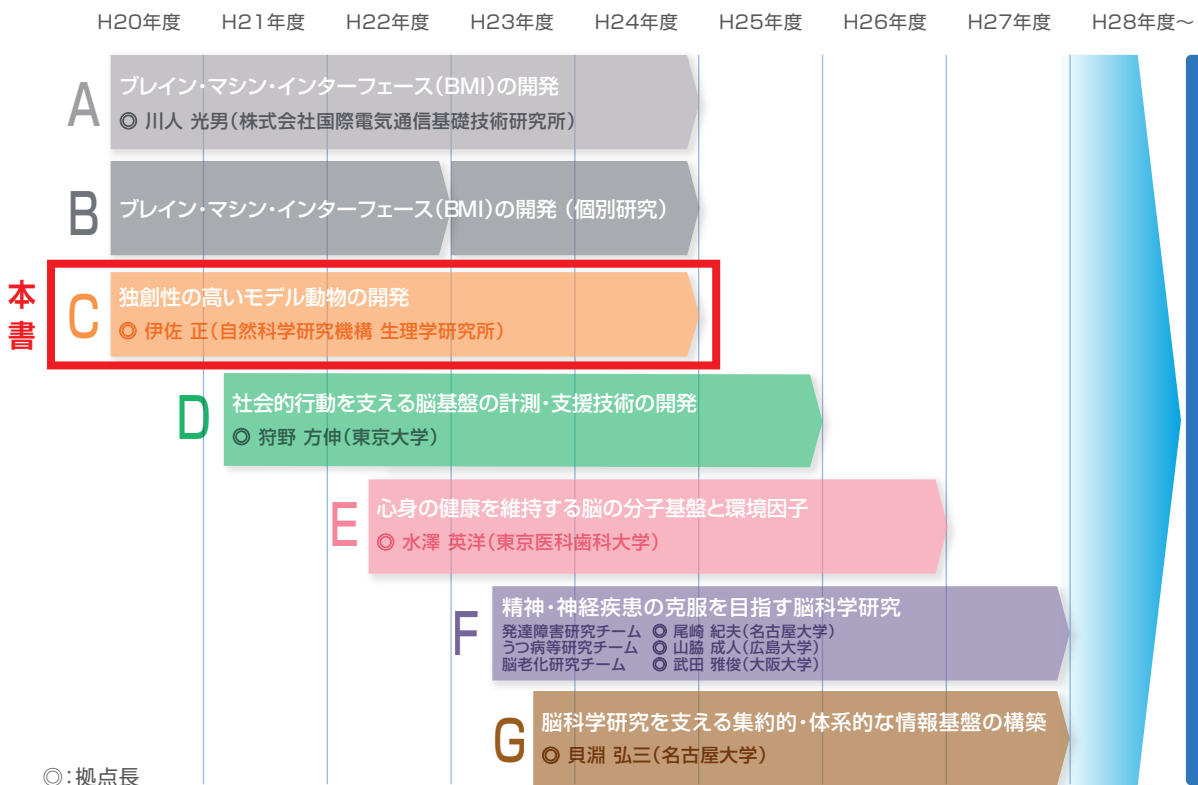 H20年度 H21年度 H22年度 H23年度 H24年度 H25年度 H26年度 H27年度 H28年度～
A
ブレイン・マシン・インターフェース（BMI）の開発
◎ 川人 光男（株式会社国際電気通信基礎技術研究所）
B
ブレイン・マシン・インターフェース（BMI）の開発 （個別研究）
本書
C
独創性の高いモデル動物の開発
◎ 伊佐 正（自然科学研究機構 生理学研究所）
D
社会的行動を支える脳基盤の計測・支援技術の開発
◎ 狩野 方伸（東京大学）
E
心身の健康を維持する脳の分子基盤と環境因子
◎ 水澤 英洋（東京医科歯科大学）
F
精神・神経疾患の克服を目指す脳科学研究
発達障害研究チーム ◎ 尾崎 紀夫（名古屋大学）
うつ病等研究チーム ◎ 山脇 成人（広島大学）
脳老化研究チーム ◎ 武田 雅俊（大阪大学）
G
脳科学研究を支える集約的・体系的な情報基盤の構築
◎ 貝淵 弘三（名古屋大学）
◎：拠点長